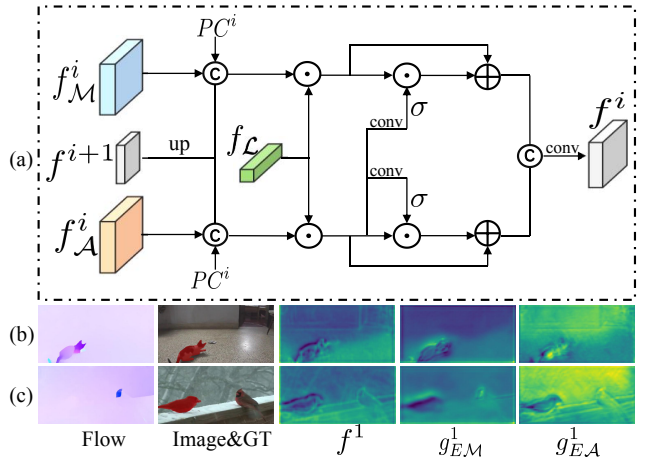 PC^i
f^i_M
C
f^i
σ
conv
f^{i+1}
up
f_L
(a)
C
conv
conv
σ
f^i_A
C
PC^i
(b)
(c)
Flow
Image&GT
f^1
g^1_{EM}
g^1_{EA}